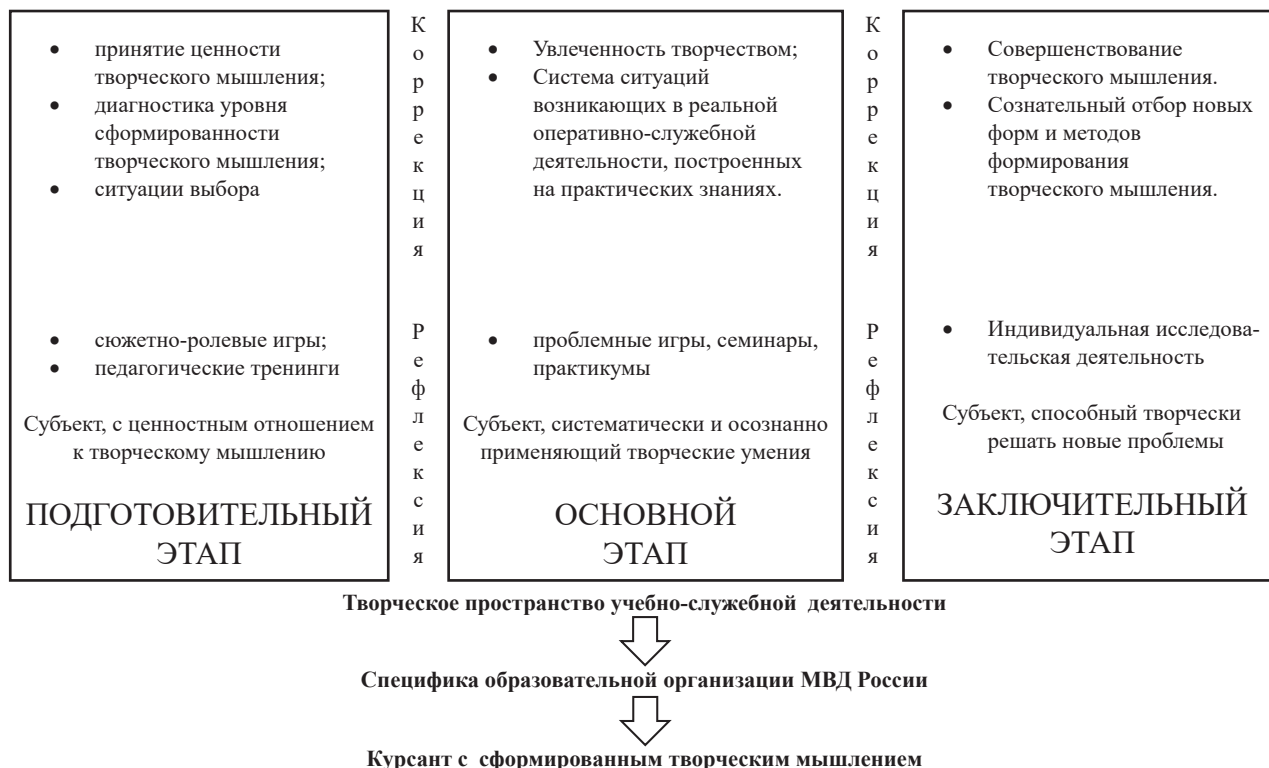 принятие ценности
творческого мышления;
диагностика уровня
сформированности
творческого мышления;
ситуации выбора
сюжетно-ролевые игры;
педагогические тренинги
Субъект, с ценностным отношением
к творческому мышлению
ПОДГОТОВИТЕЛЬНЫЙ
ЭТАП
Коррекция
Рефлексия
Увлеченность творчеством;
Система ситуаций
возникающих в реальной
оперативно-служебной
деятельности, построенных
на практических знаниях.
проблемные игры, семинары,
практикумы
Субъект, систематически и осознанно
применяющий творческие умения
ОСНОВНОЙ
ЭТАП
Коррекция
Рефлексия
Совершенствование
творческого мышления.
Сознательный отбор новых
форм и методов
формирования
творческого мышления.
Индивидуальная исследова-
тельская деятельность
Субъект, способный творчески
решать новые проблемы
ЗАКЛЮЧИТЕЛЬНЫЙ
ЭТАП
Творческое пространство учебно-служебной деятельности
Специфика образовательной организации МВД России
Курсант с сформированным творческим мышлением